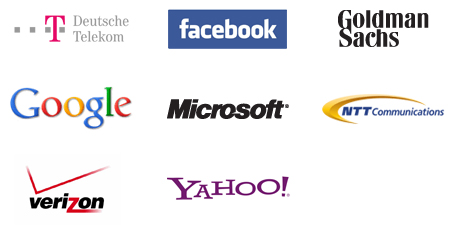 Deutsche
Telekom
facebook
Goldman
Sachs
Google
Microsoft
NTT Communications
verizon
YAHOO!